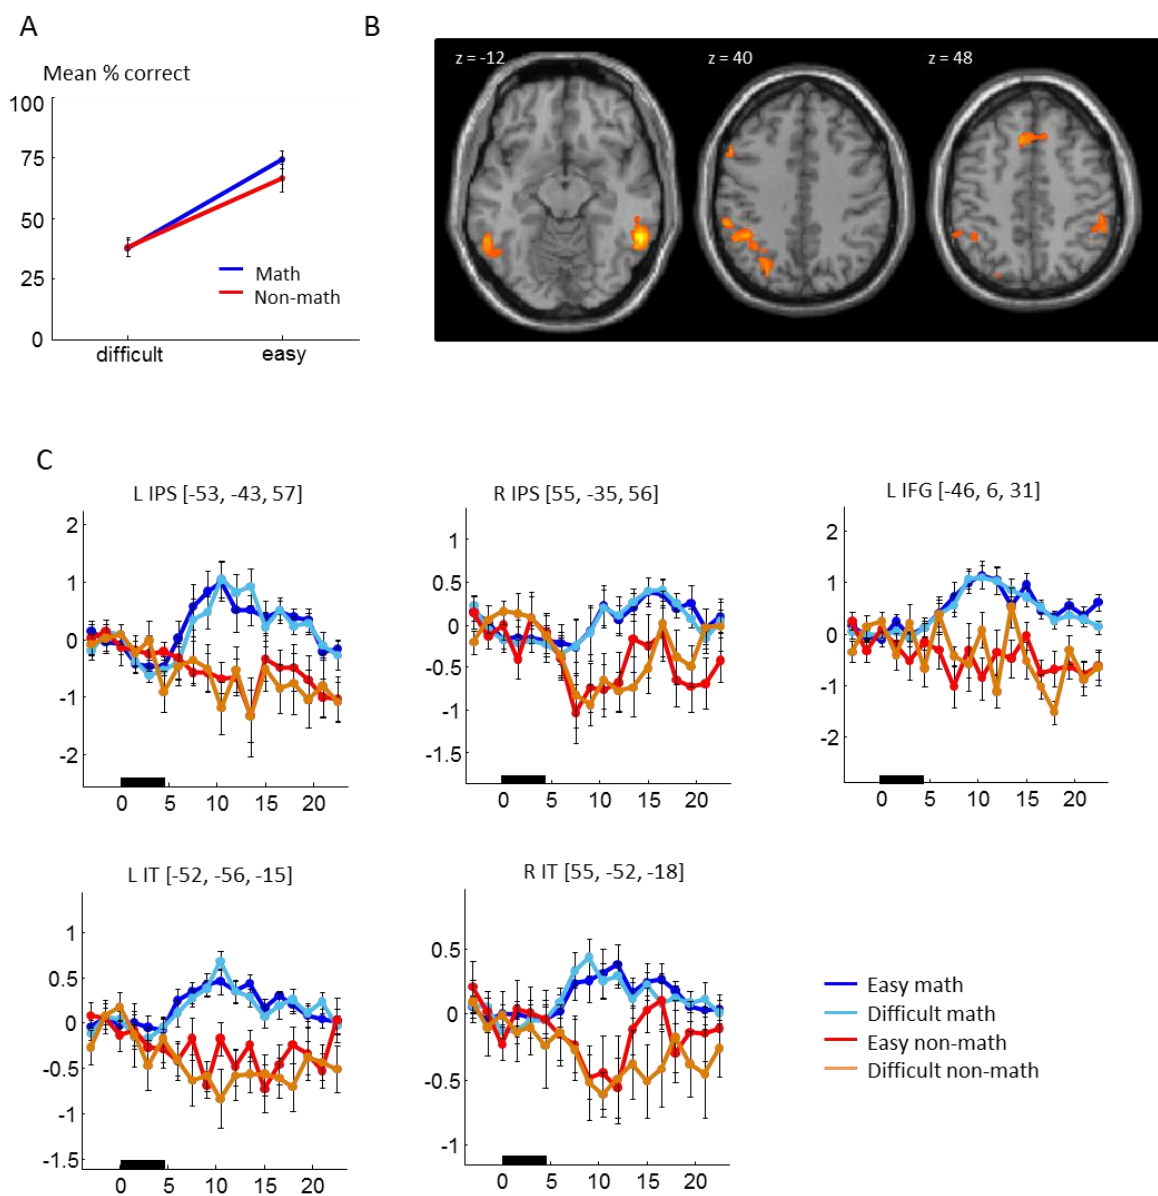 A
B
Mean % correct
100
75
50
25
0
difficult
easy
Math
Non-math
z = -12
z = 40
z = 48
C
L IPS [-53, -43, 57]
2
1
0
-1
-2
0 5 10 15 20
R IPS [55, -35, 56]
1
0.5
0
-0.5
-1
-1.5
0 5 10 15 20
L IFG [-46, 6, 31]
2
1
0
-1
-2
0 5 10 15 20
L IT [-52, -56, -15]
1
0.5
0
-0.5
-1
-1.5
0 5 10 15 20
R IT [55, -52, -18]
0.5
0
-0.5
-1
0 5 10 15 20
Easy math
Difficult math
Easy non-math
Difficult non-math